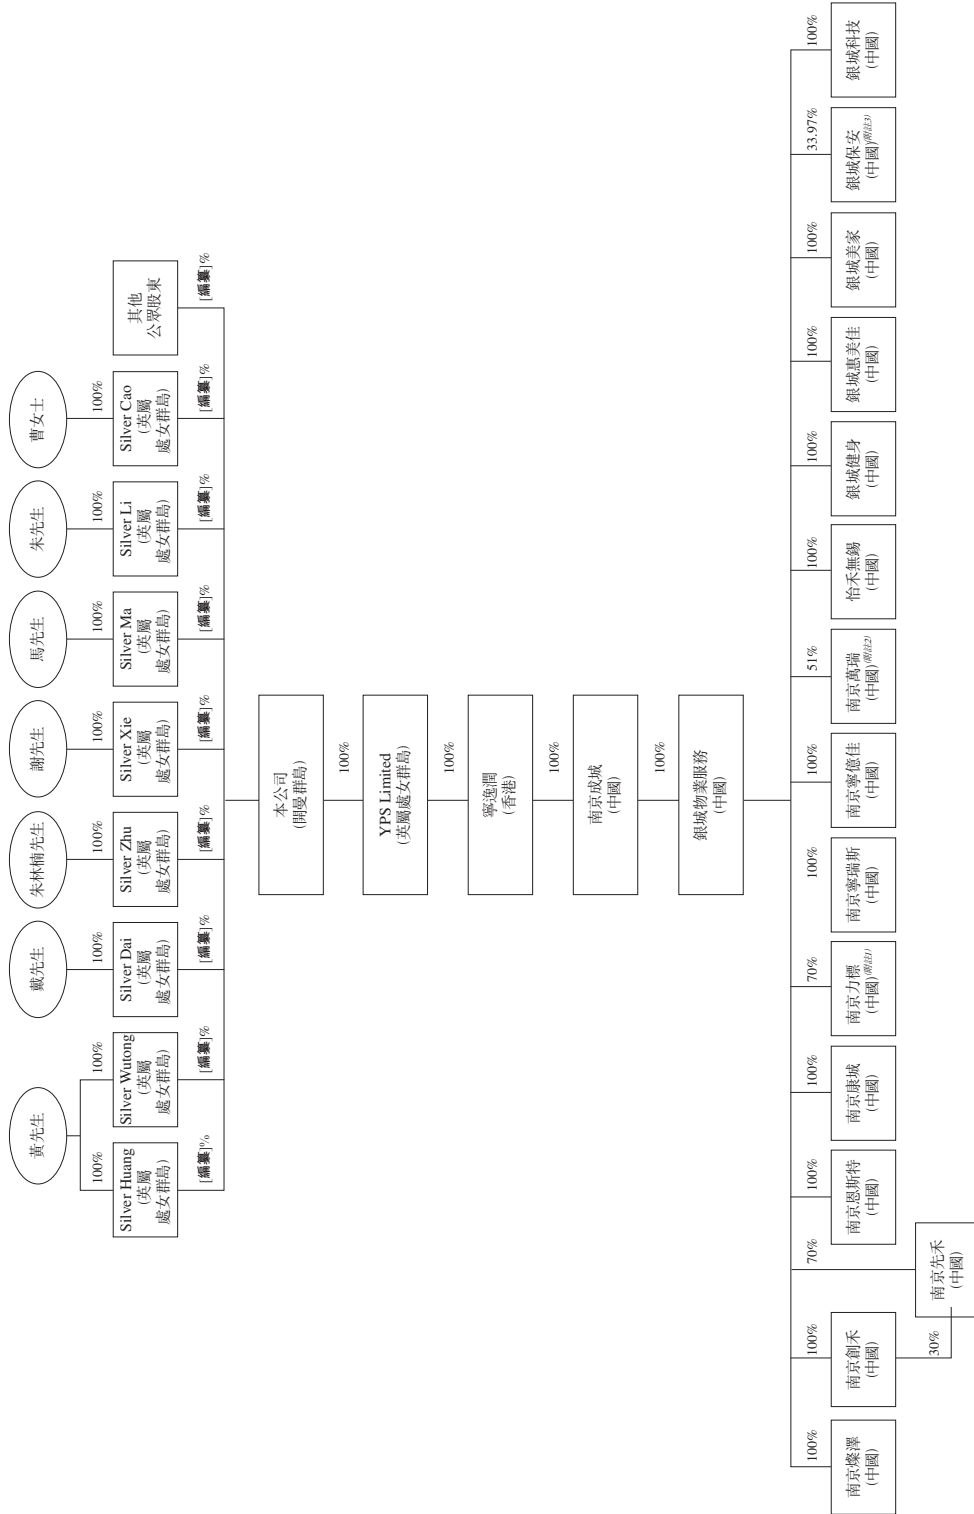 黃先生
戴先生
朱林楠先生
謝先生
馬先生
朱先生
曹女士
100%
100%
100%
100%
100%
100%
100%
100%
Silver Huang
(英屬
處女群島)
Silver Wutong
(英屬
處女群島)
Silver Dai
(英屬
處女群島)
Silver Zhu
(英屬
處女群島)
Silver Xie
(英屬
處女群島)
Silver Ma
(英屬
處女群島)
Silver Li
(英屬
處女群島)
Silver Cao
(英屬
處女群島)
其他
公眾股東
[編纂]%
[編纂]%
[編纂]%
[編纂]%
[編纂]%
[編纂]%
[編纂]%
[編纂]%
[編纂]%
本公司
(開曼群島)
100%
YPS Limited
(英屬處女群島)
100%
寧逸潤
(香港)
100%
南京成城
(中國)
100%
銀城物業服務
(中國)
100%
100%
70%
100%
100%
70%
100%
100%
51%
100%
100%
100%
100%
33.97%
100%
南京燦澤
(中國)
南京創禾
(中國)
南京恩斯特
(中國)
南京康城
(中國)
南京力標
(中國)(附註1)
南京寧瑞斯
(中國)
南京寧億佳
(中國)
南京萬瑞
(中國)(附註2)
怡禾無錫
(中國)
銀城健身
(中國)
銀城惠美佳
(中國)
銀城美家
(中國)
銀城保安
(中國)(附註3)
銀城科技
(中國)
30%
南京先禾
(中國)